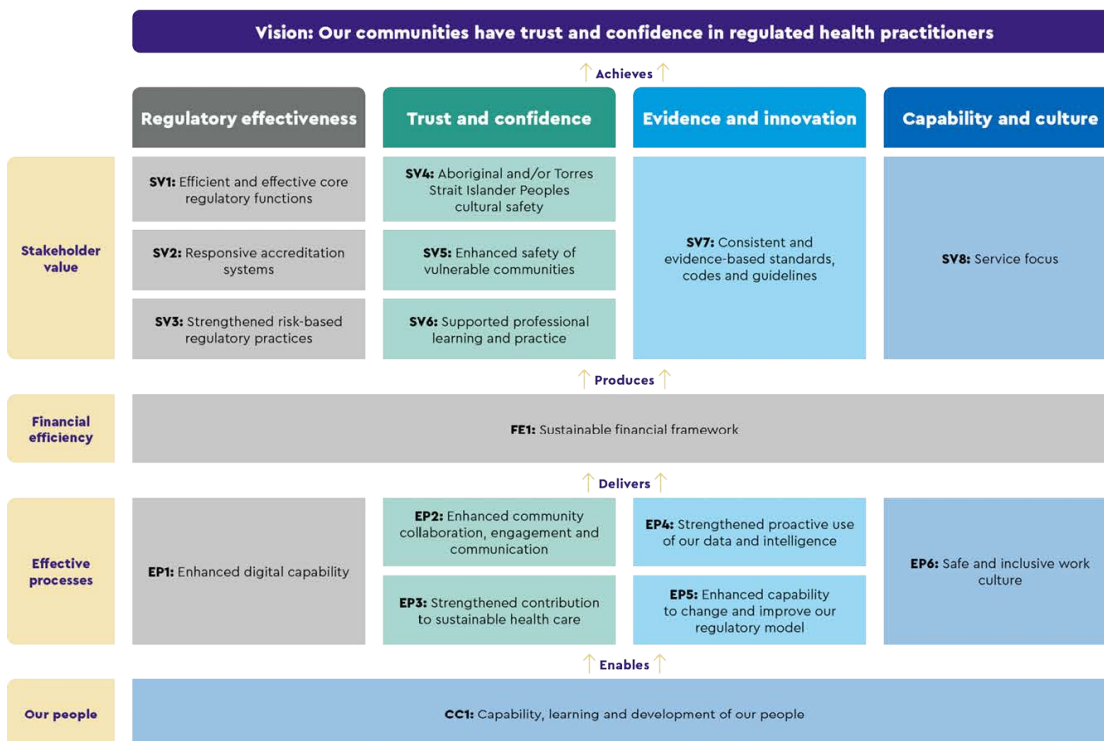 Vision: Our communities have trust and confidence in regulated health practitioners
Achieves
Regulatory effectiveness
Trust and confidence
Evidence and innovation
Capability and culture
Stakeholder
value
SV1: Efficient and effective core
regulatory functions
SV2: Responsive accreditation
systems
SV3: Strengthened risk-based
regulatory practices
SV4: Aboriginal and/or Torres
Strait Islander Peoples
cultural safety
SV5: Enhanced safety of
vulnerable communities
SV6: Supported professional
learning and practice
SV7: Consistent and
evidence-based standards,
codes and guidelines
SV8: Service focus
Produces
Financial
efficiency
FE1: Sustainable financial framework
Delivers
Effective
processes
EP1: Enhanced digital capability
EP2: Enhanced community
collaboration, engagement and
communication
EP3: Strengthened contribution
to sustainable health care
EP4: Strengthened proactive use
of our data and intelligence
EP5: Enhanced capability
to change and improve our
regulatory model
EP6: Safe and inclusive work
culture
Enables
Our people
CC1: Capability, learning and development of our people